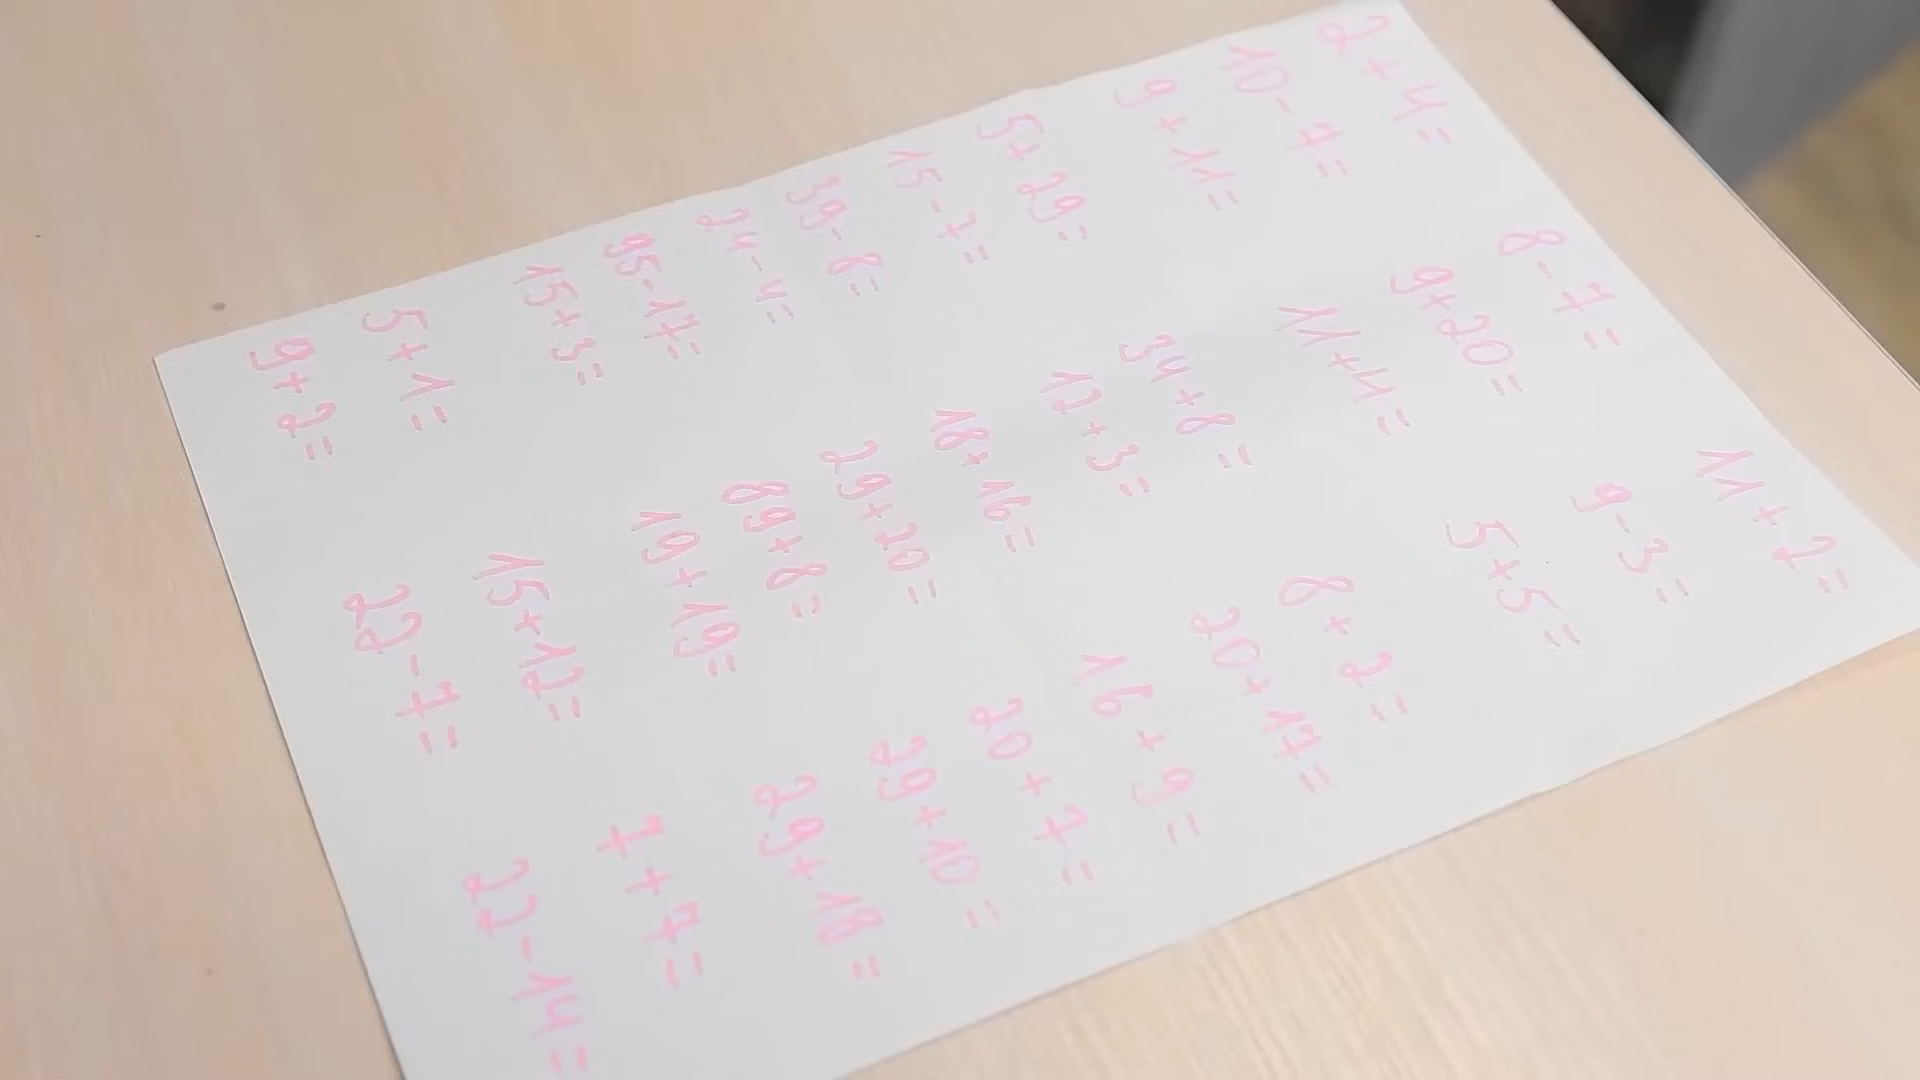 2 + 4 =
10 - 7 =
9 + 11 =
5 + 29 =
15 - 7 =
39 - 8 =
24 - 4 =
95 - 17 =
15 + 3 =
5 + 1 =
9 + 2 =
8 - 7 =
9 + 20 =
11 + 4 =
34 + 8 =
17 + 3 =
18 + 16 =
29 + 20 =
89 + 8 =
19 + 19 =
15 + 12 =
27 - 7 =
11 + 2 =
9 - 3 =
5 + 5 =
8 + 2 =
20 + 17 =
16 + 9 =
20 + 7 =
29 + 10 =
29 + 18 =
7 + 7 =
27 - 14 =